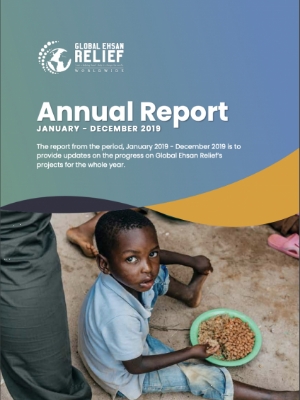 GLOBAL EHSAN
RELIEF
WORLDWIDE
Annual Report
JANUARY - DECEMBER 2019
The report from the period, January 2019 - December 2019 is to
provide updates on the progress on Global Ehsan Relief's
projects for the whole year.